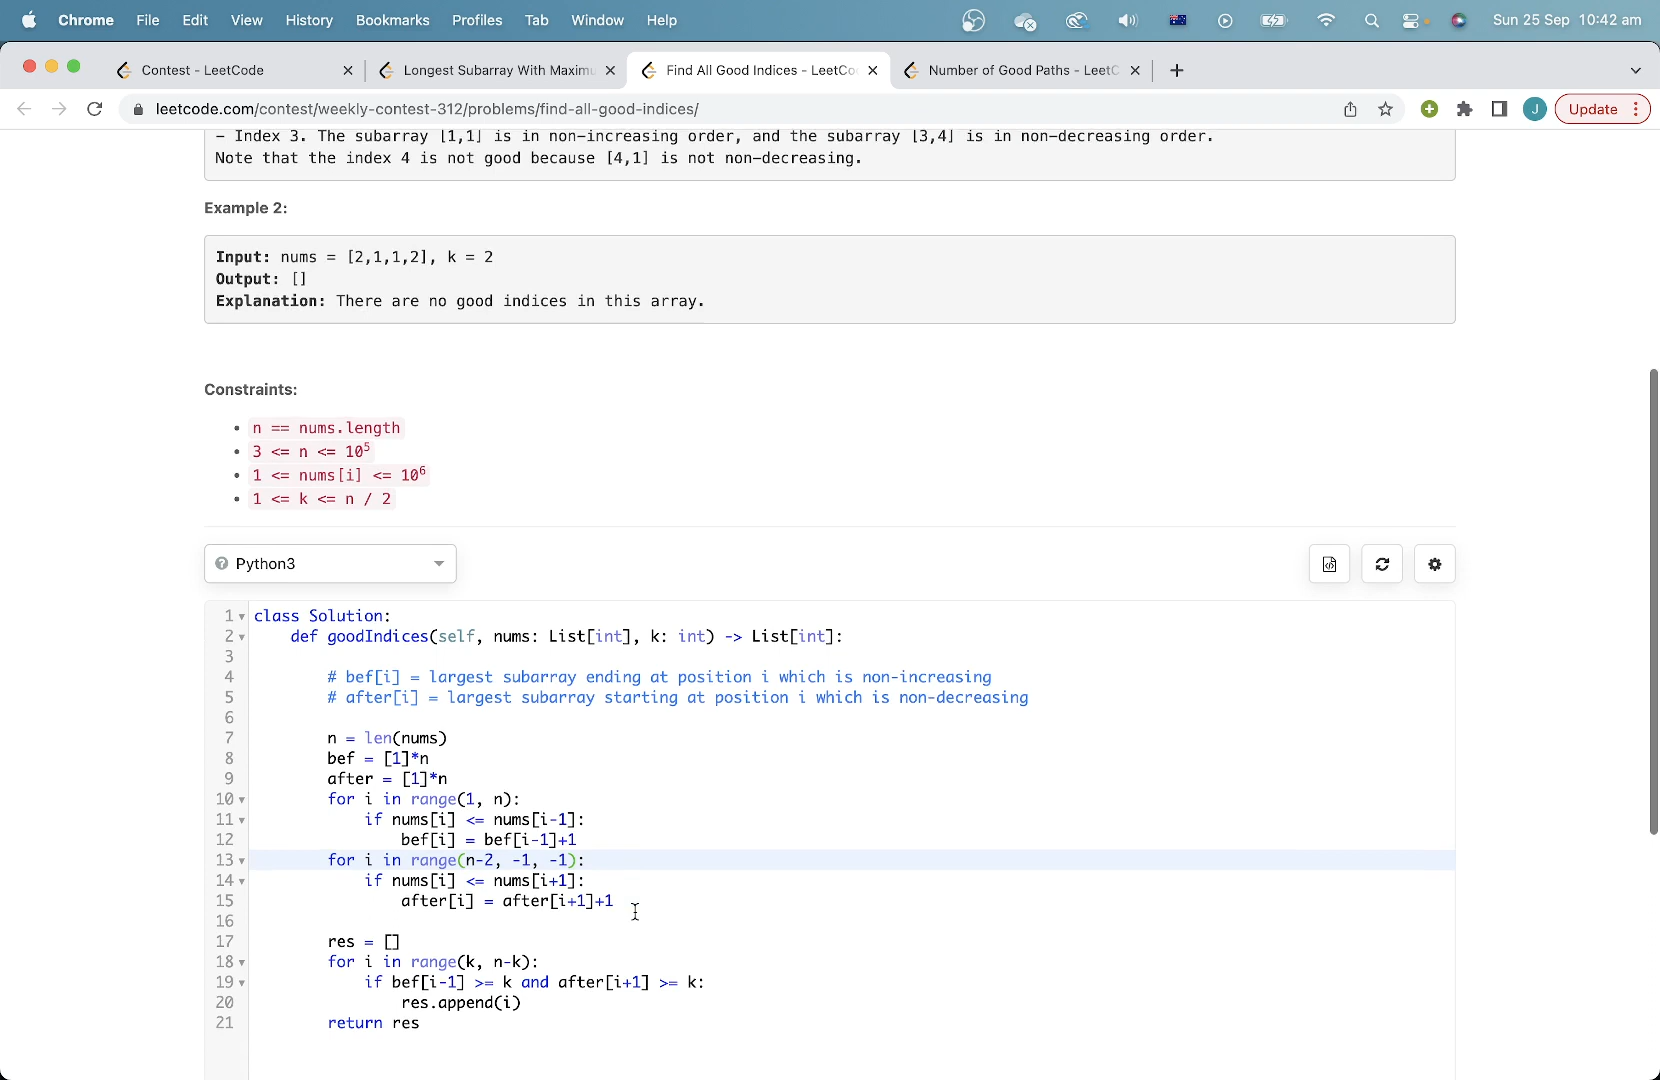 Chrome File Edit View History Bookmarks Profiles Tab Window Help Sun 25 Sep 10:42 am
Contest - LeetCode Longest Subarray With Maximu Find All Good Indices - LeetCo Number of Good Paths - LeetC
leetcode.com/contest/weekly-contest-312/problems/find-all-good-indices/ J Update
- Index 3. The subarray [1,1] is in non-increasing order, and the subarray [3,4] is in non-decreasing order.
Note that the index 4 is not good because [4,1] is not non-decreasing.
Example 2:
Input: nums = [2,1,1,2], k = 2
Output: []
Explanation: There are no good indices in this array.
Constraints:
n == nums.length
3 <= n <= 10⁵
1 <= nums[i] <= 10⁶
1 <= k <= n / 2
Python3
1 class Solution:
2 def goodIndices(self, nums: List[int], k: int) -> List[int]:
3
4 # bef[i] = largest subarray ending at position i which is non-increasing
5 # after[i] = largest subarray starting at position i which is non-decreasing
6
7 n = len(nums)
8 bef = [1]*n
9 after = [1]*n
10 for i in range(1, n):
11 if nums[i] <= nums[i-1]:
12 bef[i] = bef[i-1]+1
13 for i in range(n-2, -1, -1):
14 if nums[i] <= nums[i+1]:
15 after[i] = after[i+1]+1
16
17 res = []
18 for i in range(k, n-k):
19 if bef[i-1] >= k and after[i+1] >= k:
20 res.append(i)
21 return res